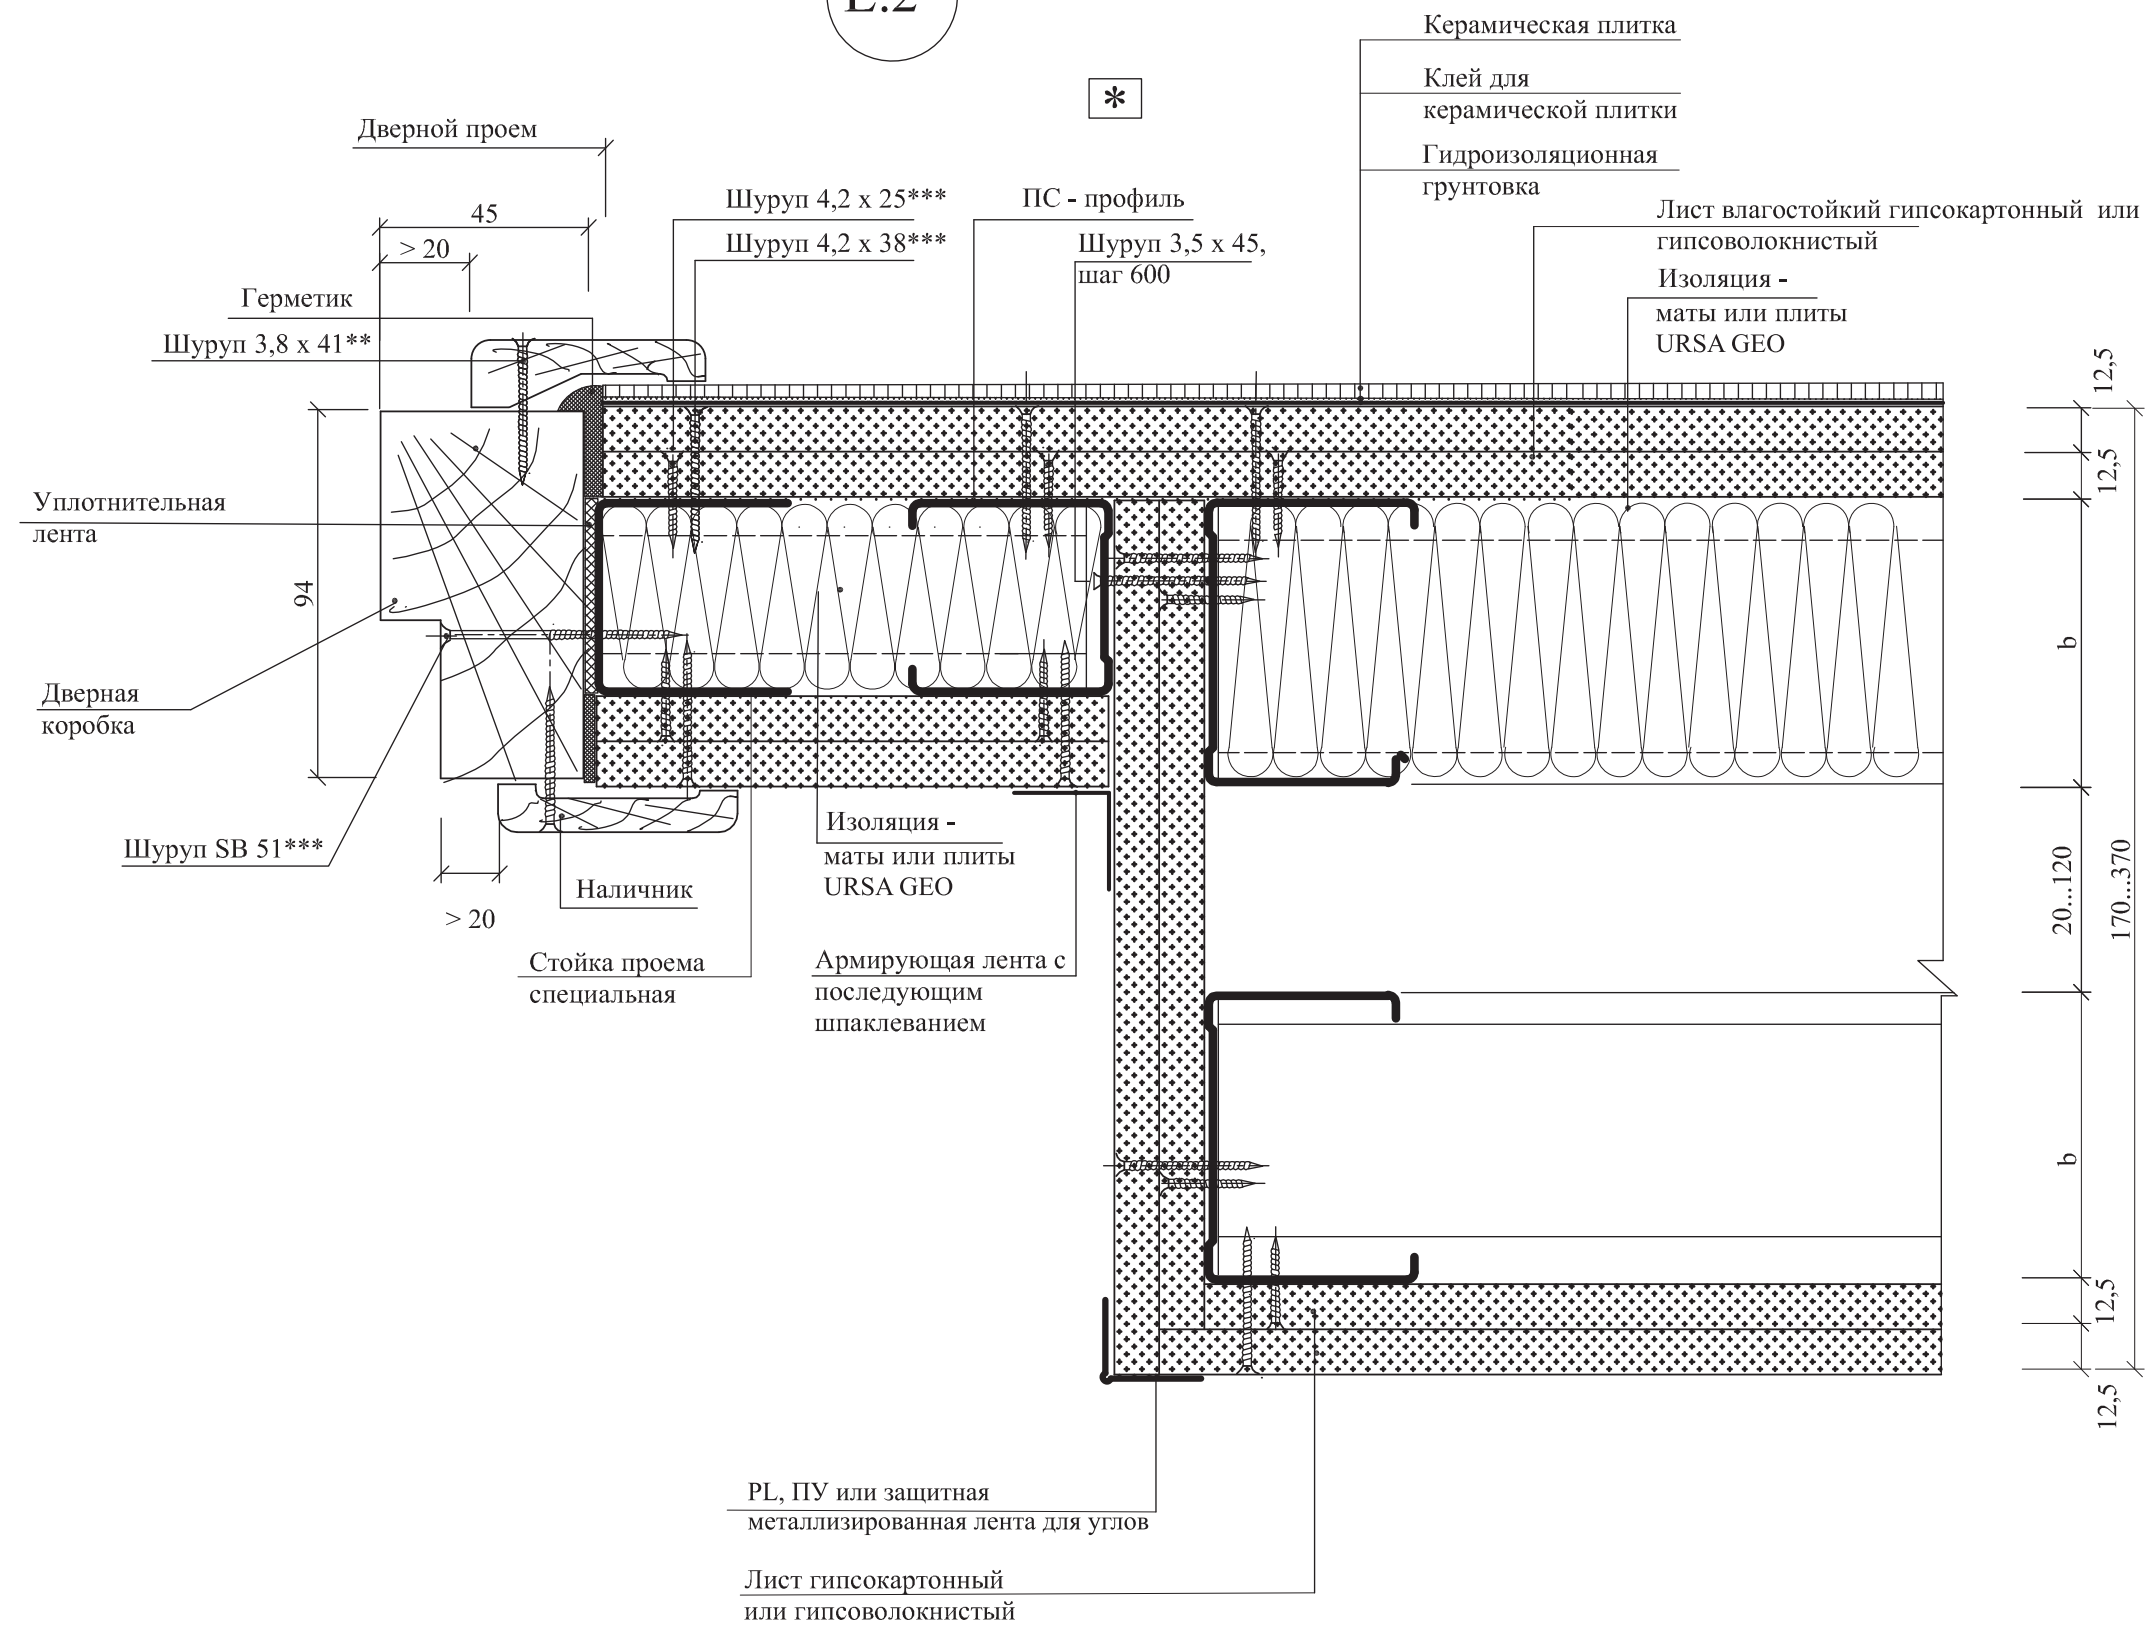 E.2
*
Керамическая плитка
Клей для
керамической плитки
Гидроизоляционная
грунтовка
Дверной проем
45
> 20
Шуруп 4,2 х 25***
Шуруп 4,2 х 38***
ПС - профиль
Шуруп 3,5 х 45,
шаг 600
Лист влагостойкий гипсокартонный или
гипсоволокнистый
Изоляция -
маты или плиты
URSA GEO
Герметик
Шуруп 3,8 х 41**
Уплотнительная
лента
94
Дверная
коробка
Шуруп SB 51***
> 20
Наличник
Изоляция -
маты или плиты
URSA GEO
Стойка проема
специальная
Армирующая лента с
последующим
шпаклеванием
12,5
12,5
b
20...120
170...370
b
12,5
12,5
PL, ПУ или защитная
металлизированная лента для углов
Лист гипсокартонный
или гипсоволокнистый